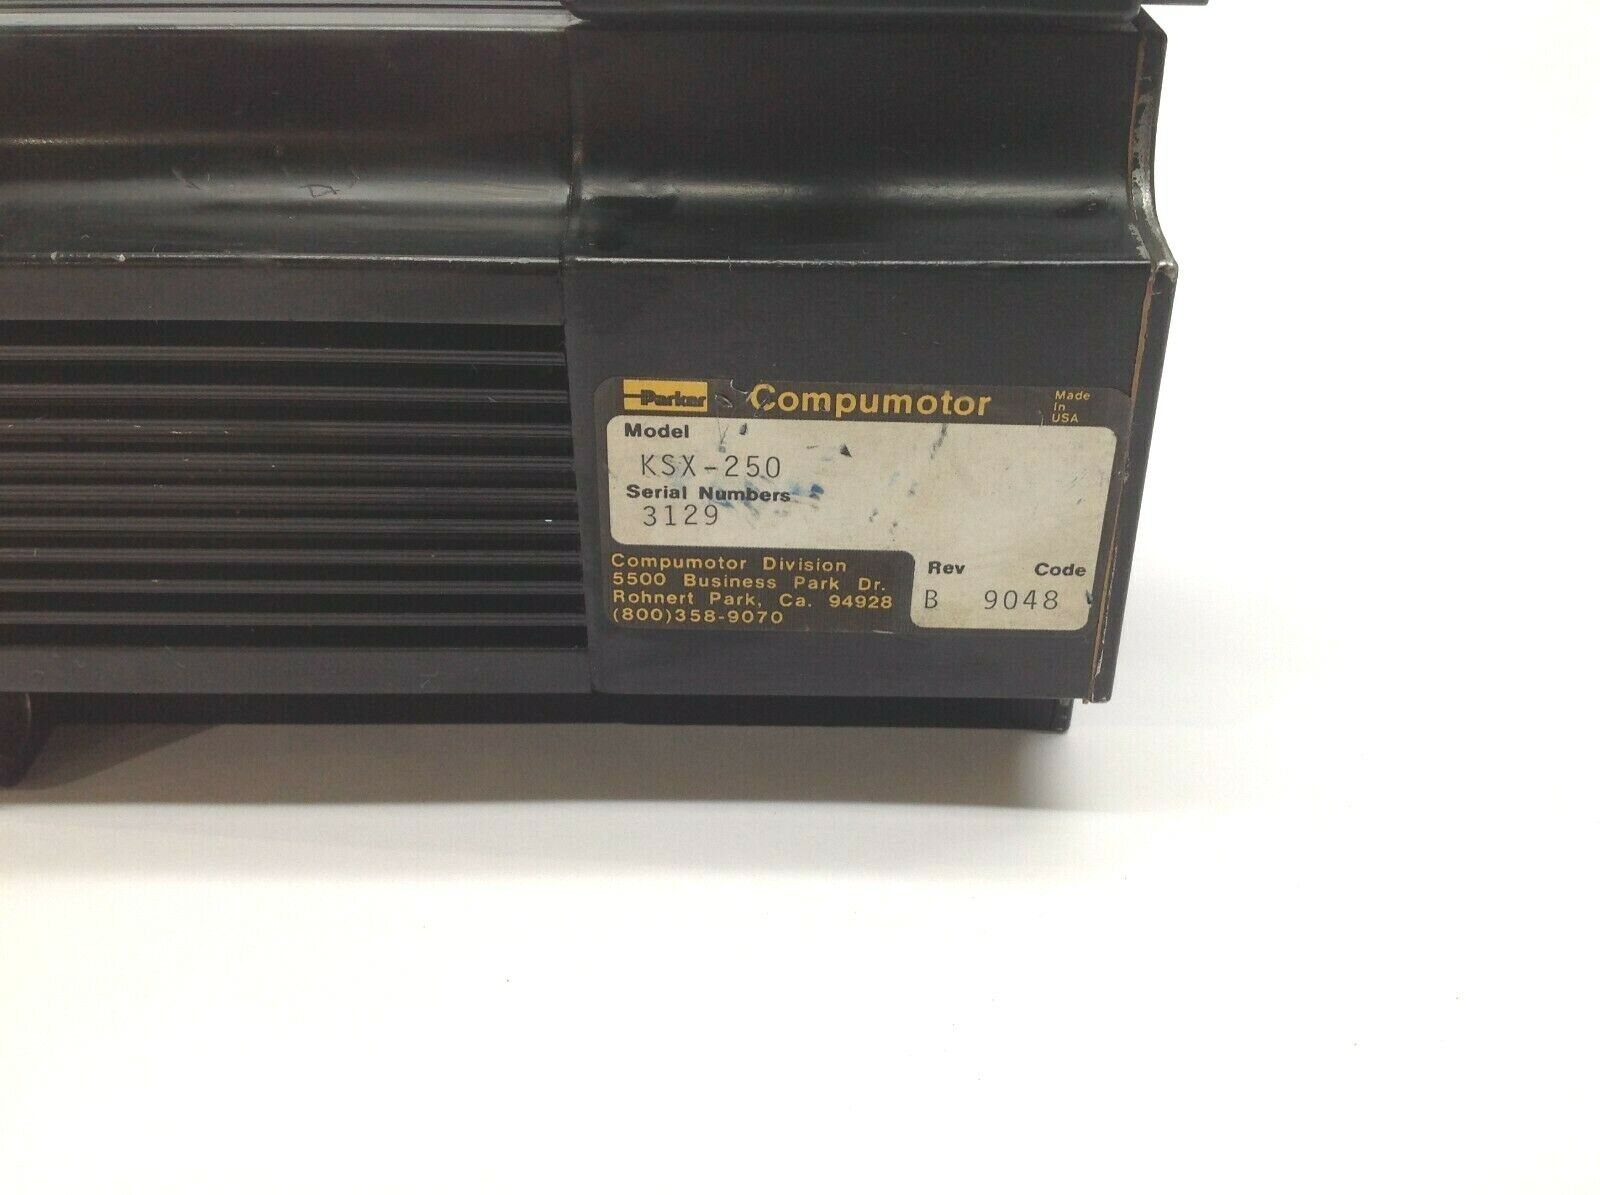 Parker Compumotor Made
In
USA
Model
KSX-250
Serial Numbers
3129
Compumotor Division
5500 Business Park Dr.
Rohnert Park, Ca. 94928
(800)358-9070
Rev Code
B 9048